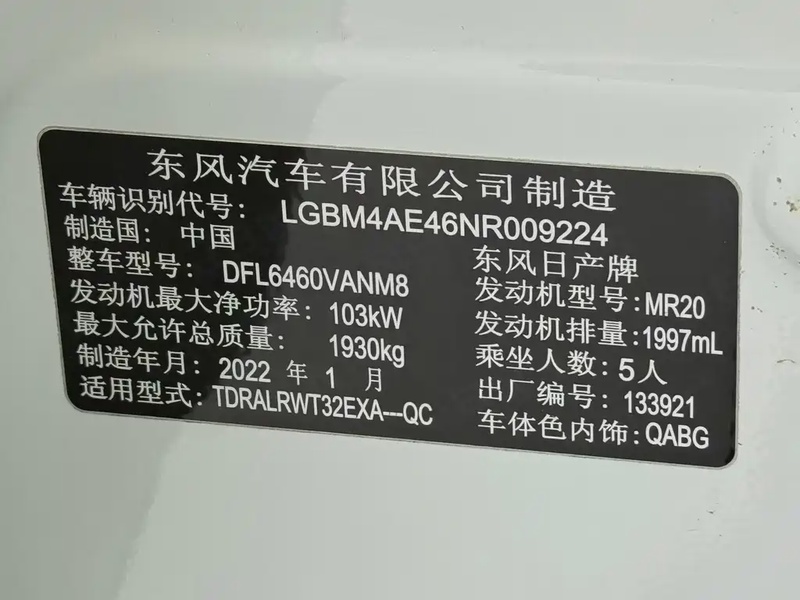 东风汽车有限公司制造
车辆识别代号: LGBM4AE46NR009224
制造国: 中国
东风日产牌
整车型号: DFL6460VANM8
发动机型号: MR20
发动机最大净功率: 103kW
发动机排量: 1997mL
最大允许总质量: 1930kg
乘坐人数: 5人
制造年月: 2022 年 1 月
出厂编号: 133921
适用型式: TDRALRWT32EXA---QC
车体色内饰: QABG